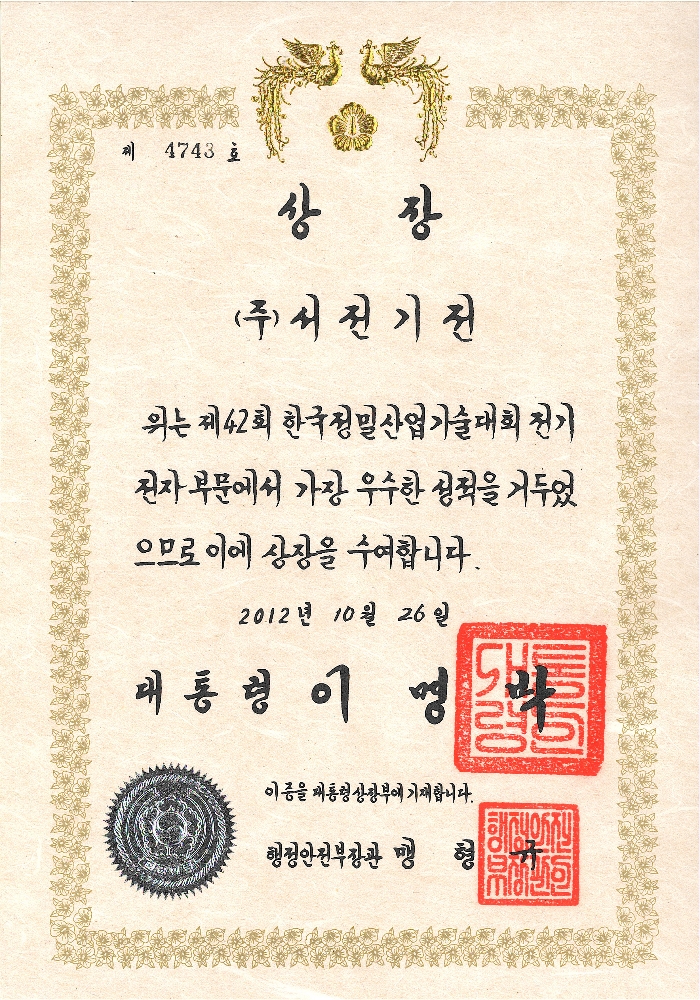 제 4743 호
상 장
(주) 서전기전
위는 제42회 한국정밀산업기술대회 전기
전자 부문에서 가장 우수한 성적을 거두었
으므로 이에 상장을 수여합니다.
2012년 10월 26일
대통령 이명박
이 증을 대통령상장부에 기재합니다.
행정안전부장관 맹형규